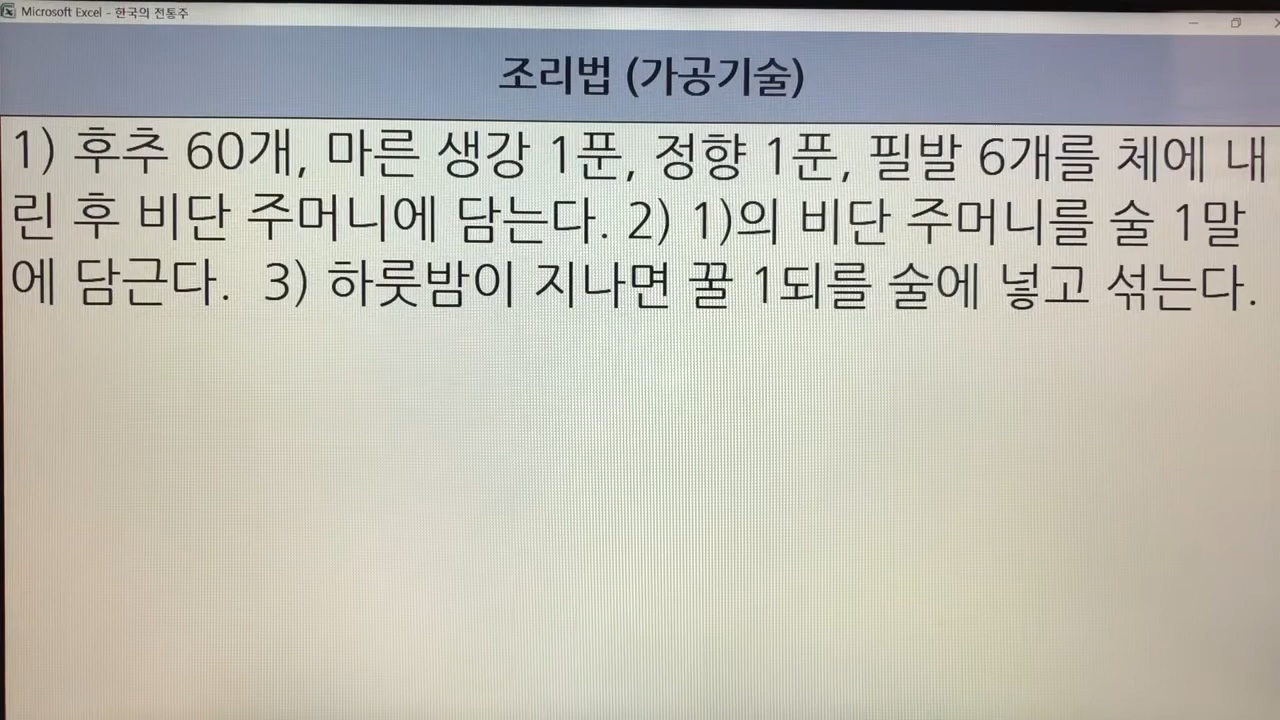 Microsoft Excel - 한국의 전통주
조리법 (가공기술)
1) 후추 60개, 마른 생강 1푼, 정향 1푼, 필발 6개를 체에 내
린 후 비단 주머니에 담는다. 2) 1)의 비단 주머니를 술 1말
에 담근다. 3) 하룻밤이 지나면 꿀 1되를 술에 넣고 섞는다.